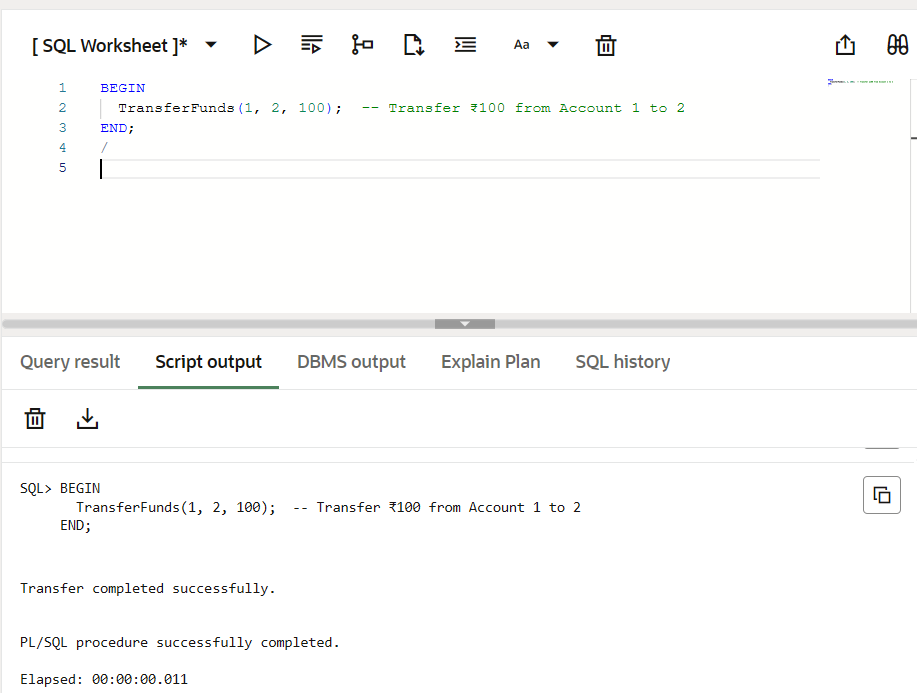 [ SQL Worksheet ]*
Aa
1 BEGIN
2 TransferFunds(1, 2, 100);  -- Transfer ₹100 from Account 1 to 2
3 END;
4 /
5
Query result Script output DBMS output Explain Plan SQL history
SQL> BEGIN
TransferFunds(1, 2, 100);  -- Transfer ₹100 from Account 1 to 2
END;
Transfer completed successfully.
PL/SQL procedure successfully completed.
Elapsed: 00:00:00.011